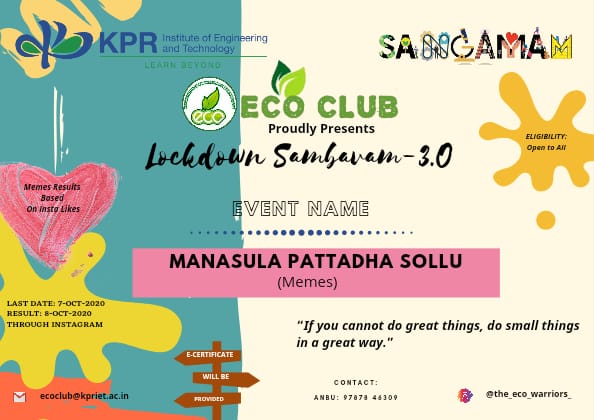 KPR Institute of Engineering
and Technology
LEARN BEYOND
SANGAMAM
eco
ECO CLUB
Proudly Presents
Lockdown Sambavam-3.0
ELIGIBILITY:
Open to All
Memes Results
Based
On Insta Likes
EVENT NAME
MANASULA PATTADHA SOLLU
(Memes)
LAST DATE: 7-OCT-2020
RESULT: 8-OCT-2020
THROUGH INSTAGRAM
"If you cannot do great things, do small things
in a great way."
E-CERTIFICATE
WILL BE
PROVIDED
ecoclub@kpriet.ac.in
CONTACT:
ANBU: 97878 46309
@the_eco_warriors_